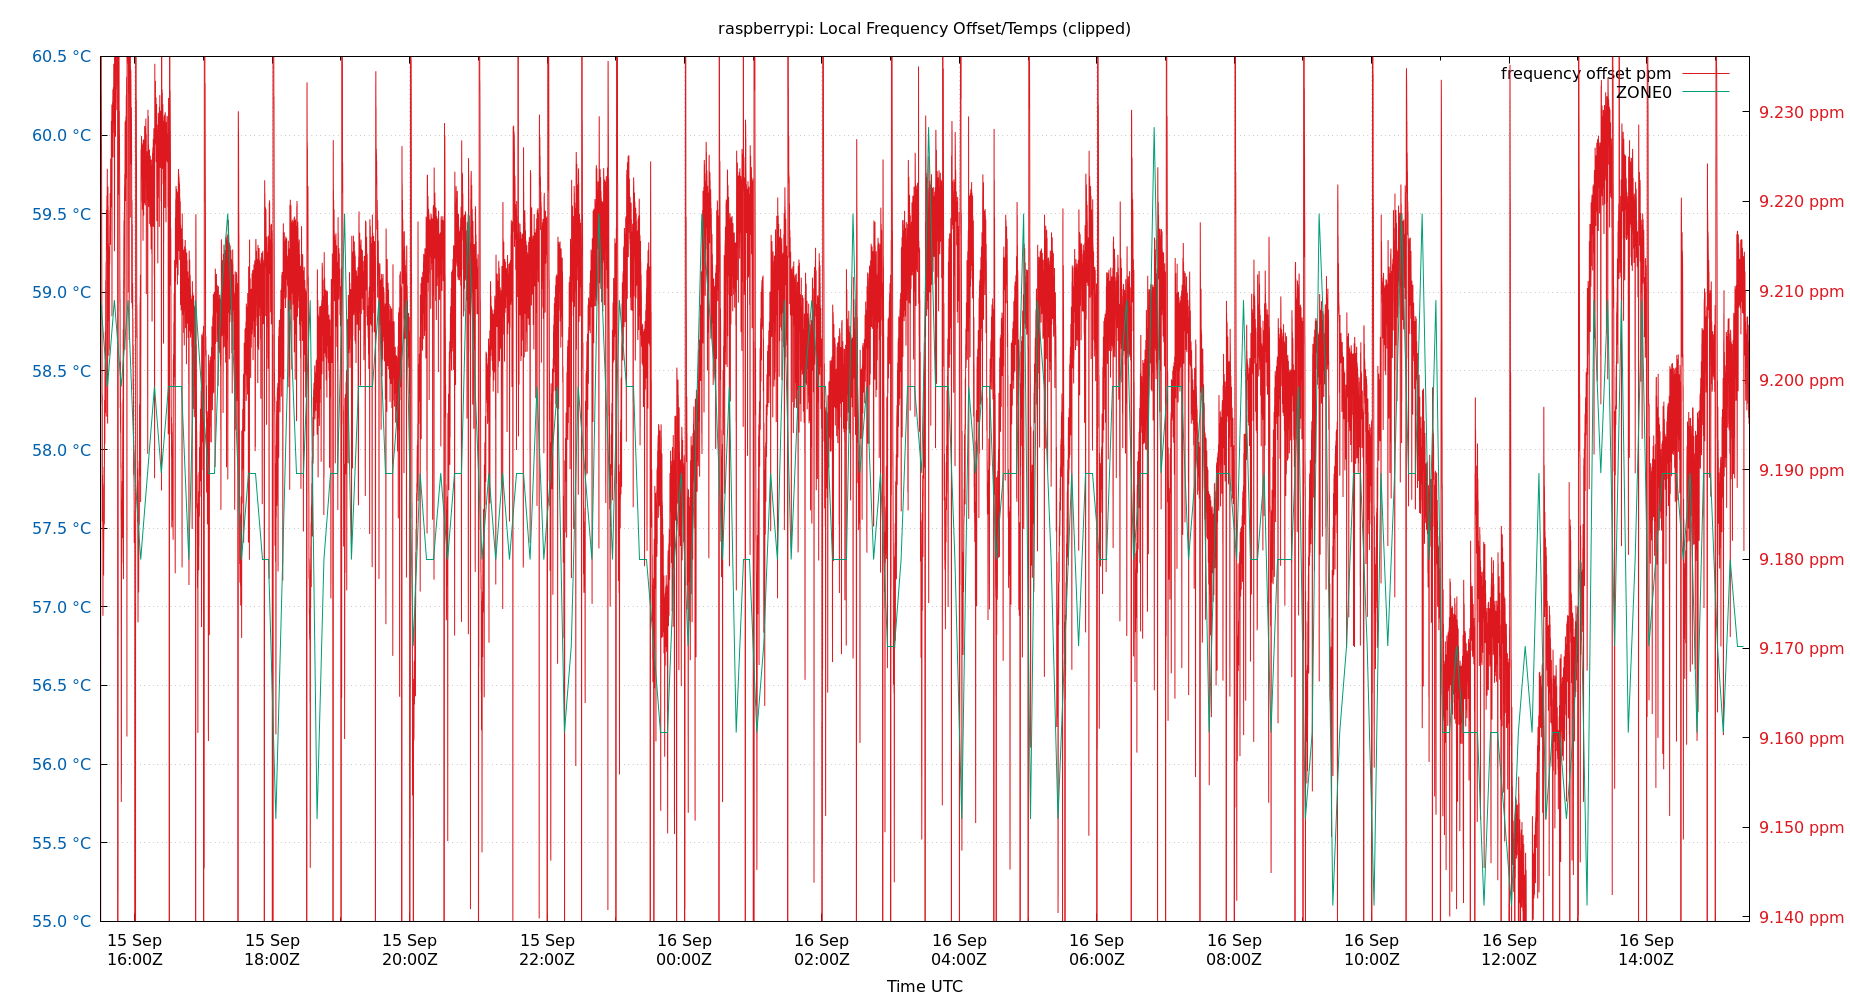 raspberrypi: Local Frequency Offset/Temps (clipped)
60.5 °C
60.0 °C
59.5 °C
59.0 °C
58.5 °C
58.0 °C
57.5 °C
57.0 °C
56.5 °C
56.0 °C
55.5 °C
55.0 °C
frequency offset ppm
ZONE0
9.230 ppm
9.220 ppm
9.210 ppm
9.200 ppm
9.190 ppm
9.180 ppm
9.170 ppm
9.160 ppm
9.150 ppm
9.140 ppm
15 Sep 15 Sep 15 Sep 15 Sep 16 Sep 16 Sep 16 Sep 16 Sep 16 Sep 16 Sep 16 Sep 16 Sep
16:00Z 18:00Z 20:00Z 22:00Z 00:00Z 02:00Z 04:00Z 06:00Z 08:00Z 10:00Z 12:00Z 14:00Z
Time UTC